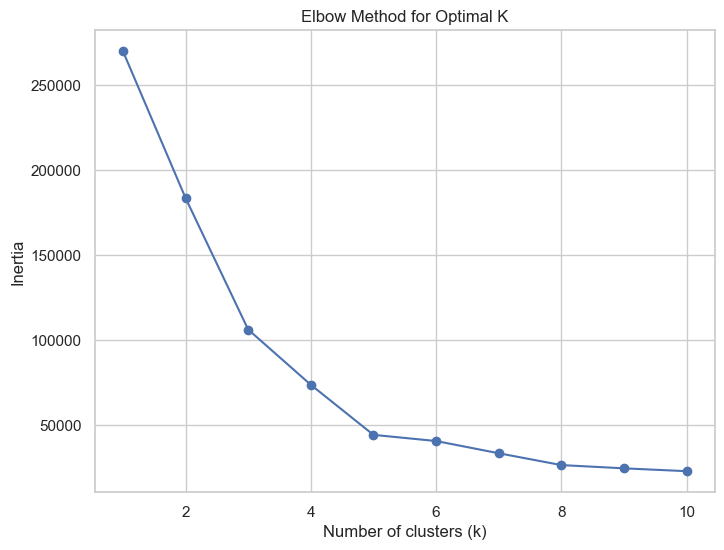 Elbow Method for Optimal K
250000
200000
150000
100000
50000
Inertia
2 4 6 8 10
Number of clusters (k)